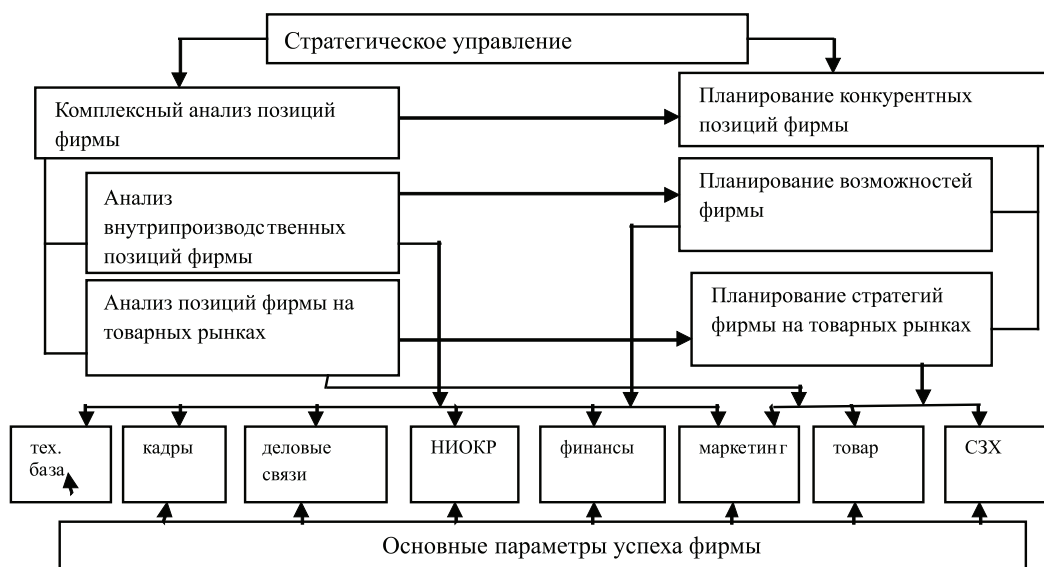 Стратегическое управление
Комплексный анализ позиций
фирмы
Планирование конкурентных
позиций фирмы
Анализ
внутрипроизводственных
позиций фирмы
Планирование возможностей
фирмы
Анализ позиций фирмы на
товарных рынках
Планирование стратегий
фирмы на товарных рынках
тех.
база
кадры
деловые
связи
НИОКР
финансы
маркетинг
товар
СЗХ
Основные параметры успеха фирмы